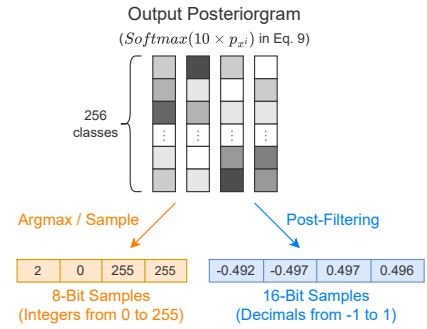 Output Posteriorgram
(Softmax(10 × p_{x^i}) in Eq. 9)
256
classes
Argmax / Sample
Post-Filtering
2 0 255 255
-0.492 -0.497 0.497 0.496
8-Bit Samples
(Integers from 0 to 255)
16-Bit Samples
(Decimals from -1 to 1)